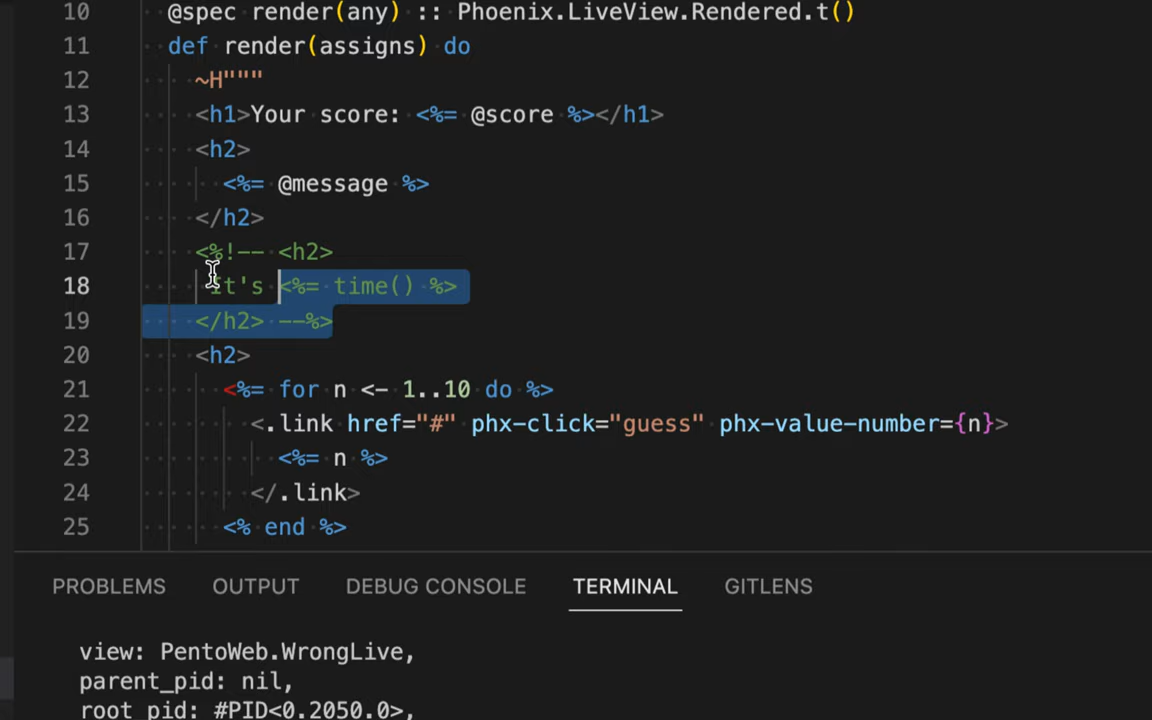 10 @spec render(any) :: Phoenix.LiveView.Rendered.t()
11 def render(assigns) do
12 ~H"""
13 <h1>Your score: <%= @score %></h1>
14 <h2>
15 <%= @message %>
16 </h2>
17 <%!-- <h2>
18 It's <%= time() %>
19 </h2> --%>
20 <h2>
21 <%= for n <- 1..10 do %>
22 <.link href="#" phx-click="guess" phx-value-number={n}>
23 <%= n %>
24 </.link>
25 <% end %>
PROBLEMS OUTPUT DEBUG CONSOLE TERMINAL GITLENS
view: PentoWeb.WrongLive,
parent_pid: nil,
root_pid: #PID<0.2050.0>,